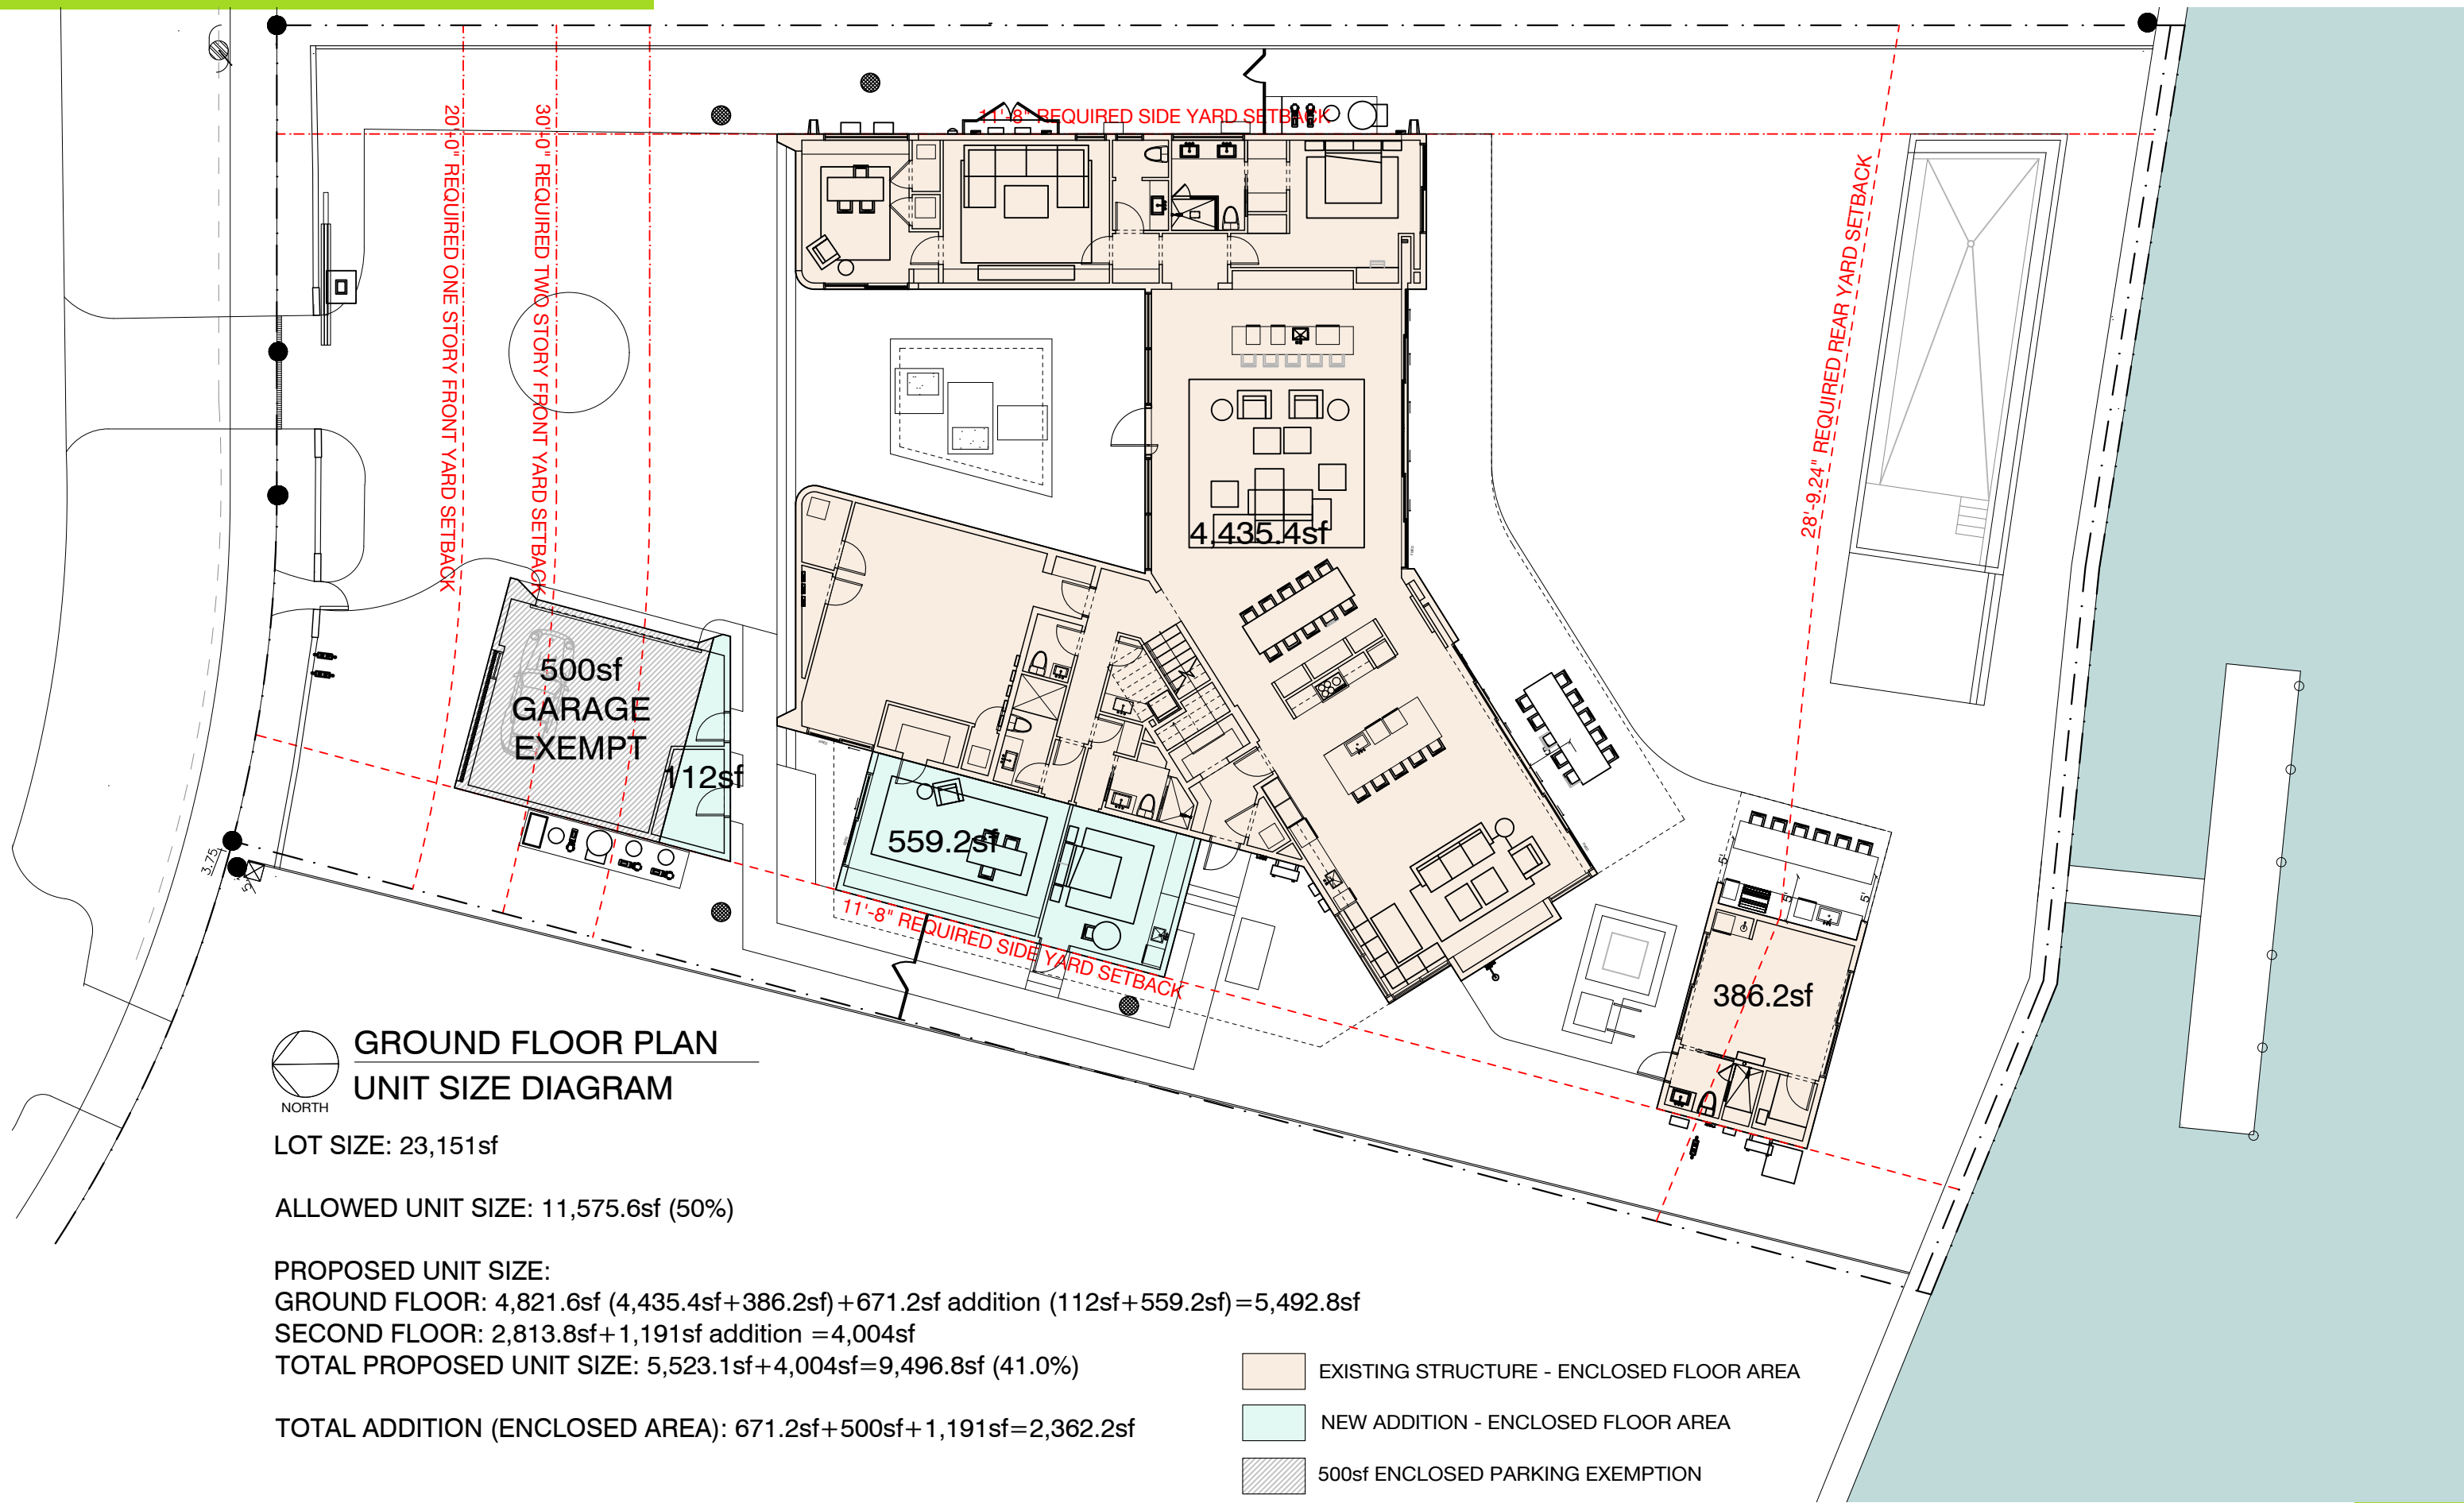 11'-8" REQUIRED SIDE YARD SETBACK
20'-0" REQUIRED ONE STORY FRONT YARD SETBACK
30'-0" REQUIRED TWO STORY FRONT YARD SETBACK
28'-9.24" REQUIRED REAR YARD SETBACK
4,435.4sf
500sf
GARAGE
EXEMPT
112sf
559.2sf
11'-8" REQUIRED SIDE YARD SETBACK
386.2sf
3.75
5'
5'
5'
GROUND FLOOR PLAN
UNIT SIZE DIAGRAM
NORTH
LOT SIZE: 23,151sf
ALLOWED UNIT SIZE: 11,575.6sf (50%)
PROPOSED UNIT SIZE:
GROUND FLOOR: 4,821.6sf (4,435.4sf+386.2sf)+671.2sf addition (112sf+559.2sf)=5,492.8sf
SECOND FLOOR: 2,813.8sf+1,191sf addition =4,004sf
TOTAL PROPOSED UNIT SIZE: 5,523.1sf+4,004sf=9,496.8sf (41.0%)
TOTAL ADDITION (ENCLOSED AREA): 671.2sf+500sf+1,191sf=2,362.2sf
EXISTING STRUCTURE - ENCLOSED FLOOR AREA
NEW ADDITION - ENCLOSED FLOOR AREA
500sf ENCLOSED PARKING EXEMPTION